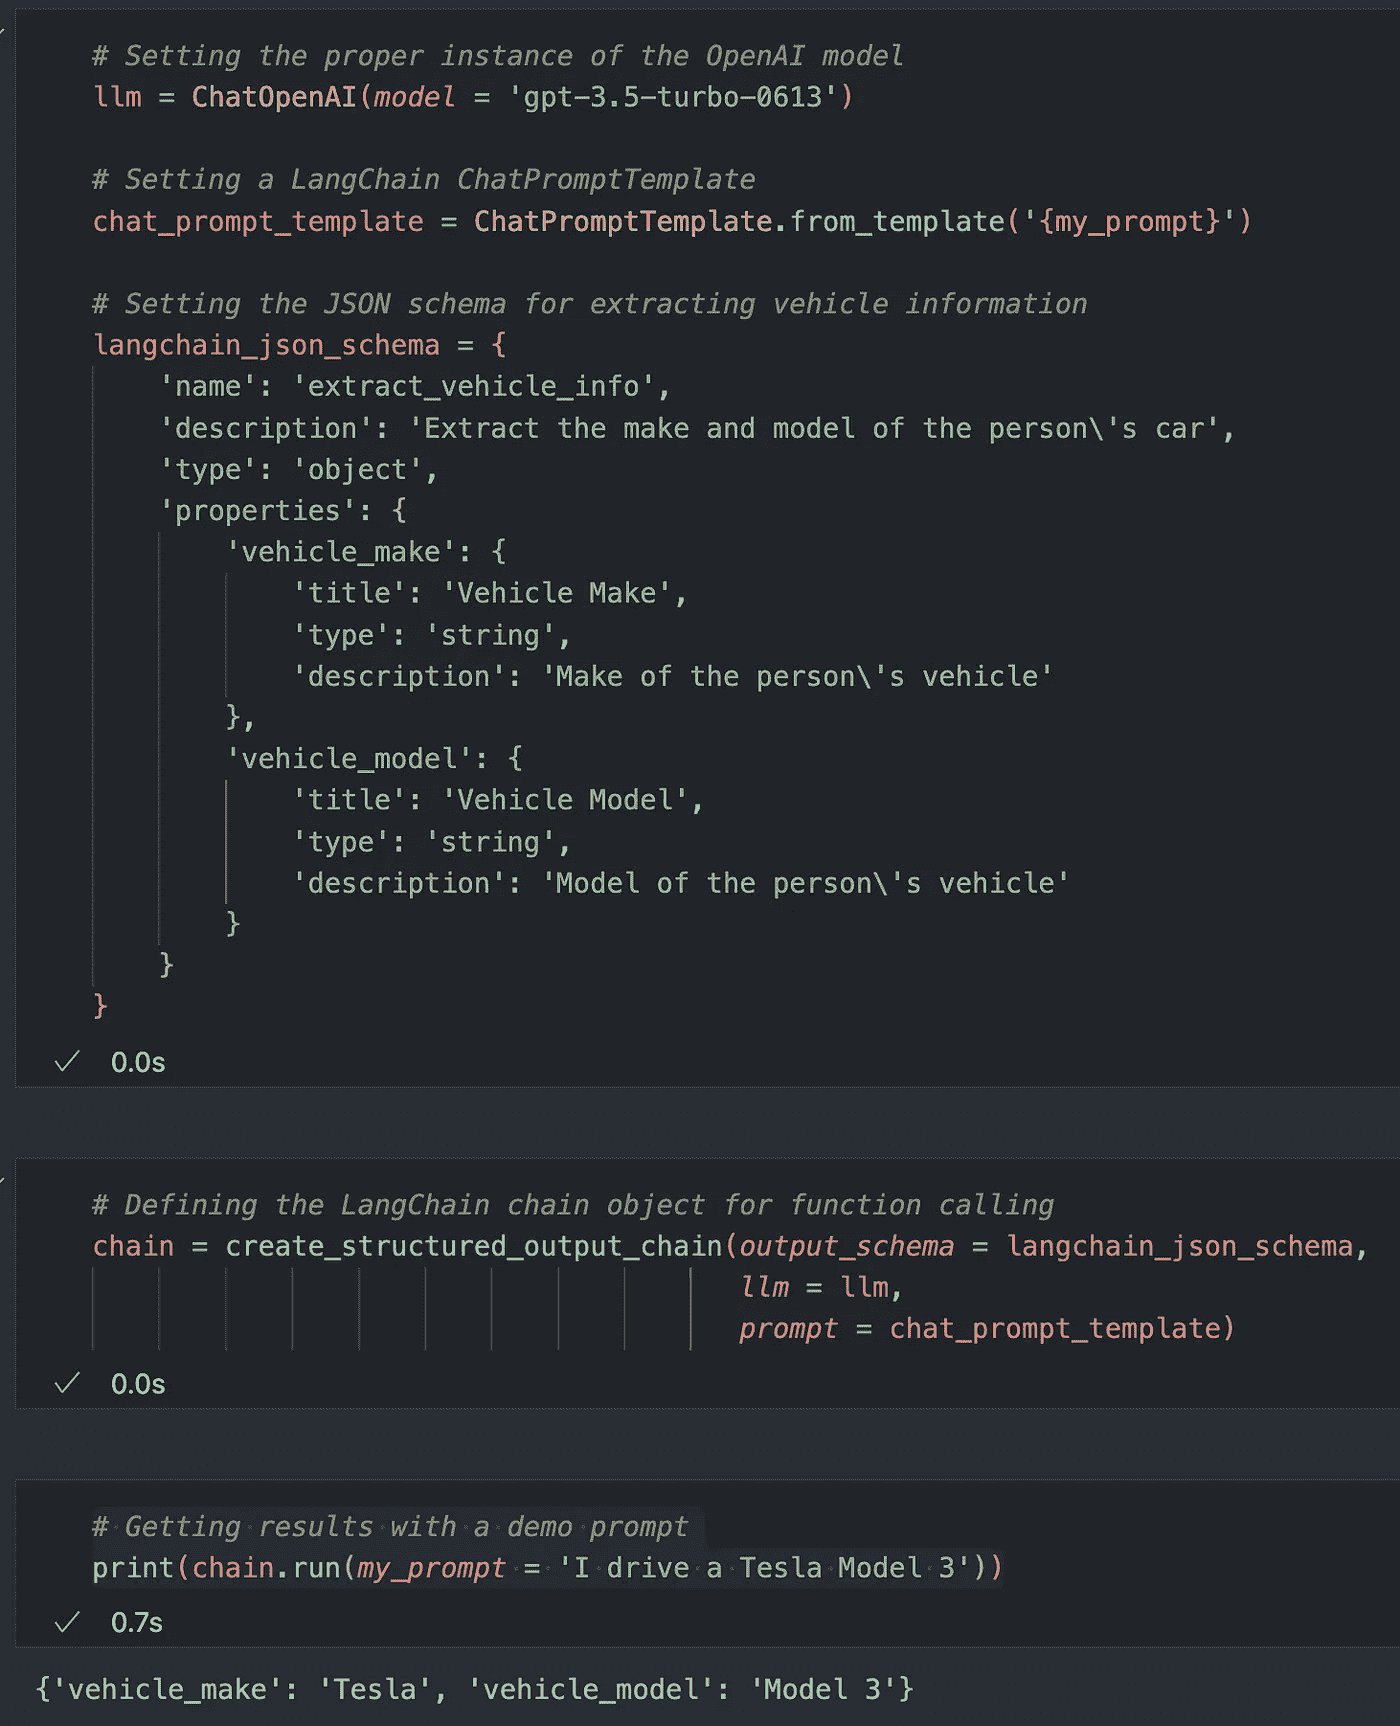 # Setting the proper instance of the OpenAI model
llm = ChatOpenAI(model = 'gpt-3.5-turbo-0613')
# Setting a LangChain ChatPromptTemplate
chat_prompt_template = ChatPromptTemplate.from_template('{my_prompt}')
# Setting the JSON schema for extracting vehicle information
langchain_json_schema = {
    'name': 'extract_vehicle_info',
    'description': 'Extract the make and model of the person\'s car',
    'type': 'object',
    'properties': {
        'vehicle_make': {
            'title': 'Vehicle Make',
            'type': 'string',
            'description': 'Make of the person\'s vehicle'
        },
        'vehicle_model': {
            'title': 'Vehicle Model',
            'type': 'string',
            'description': 'Model of the person\'s vehicle'
        }
    }
}
✓ 0.0s
# Defining the LangChain chain object for function calling
chain = create_structured_output_chain(output_schema = langchain_json_schema,
                                       llm = llm,
                                       prompt = chat_prompt_template)
✓ 0.0s
# Getting results with a demo prompt
print(chain.run(my_prompt = 'I drive a Tesla Model 3'))
✓ 0.7s
{'vehicle_make': 'Tesla', 'vehicle_model': 'Model 3'}